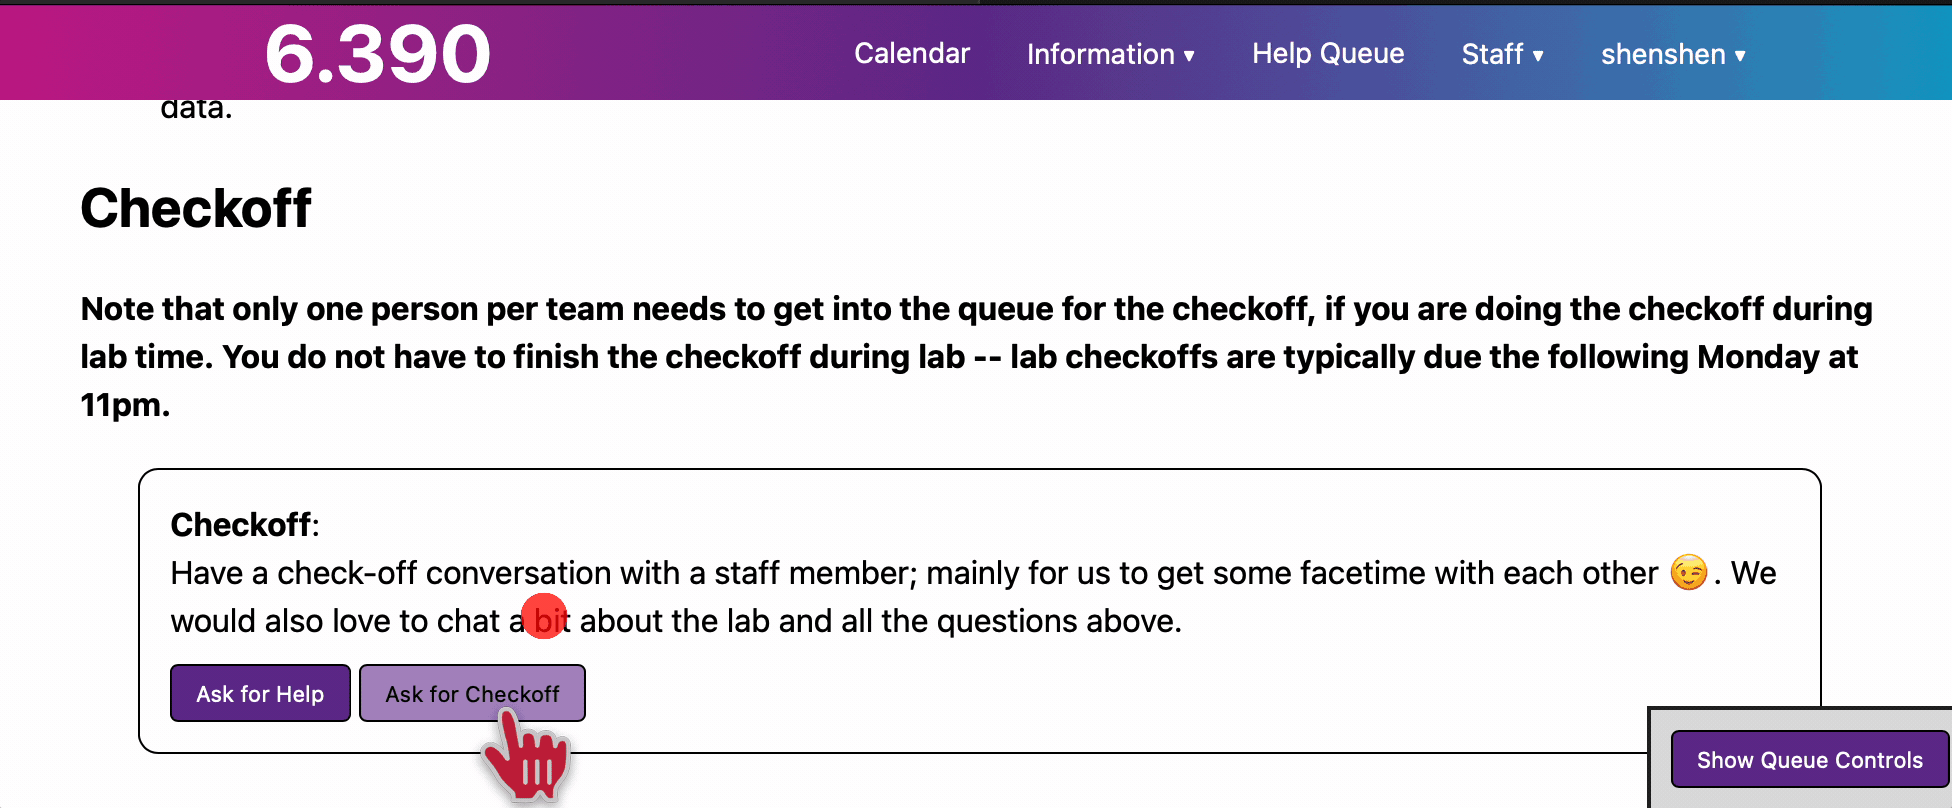 6.390
Calendar
Information ▾
Help Queue
Staff ▾
shenshen ▾
data.
Checkoff
Note that only one person per team needs to get into the queue for the checkoff, if you are doing the checkoff during
lab time. You do not have to finish the checkoff during lab -- lab checkoffs are typically due the following Monday at
11pm.
Checkoff:
Have a check-off conversation with a staff member; mainly for us to get some facetime with each other 😉. We
would also love to chat a bit about the lab and all the questions above.
Ask for Help
Ask for Checkoff
Show Queue Controls